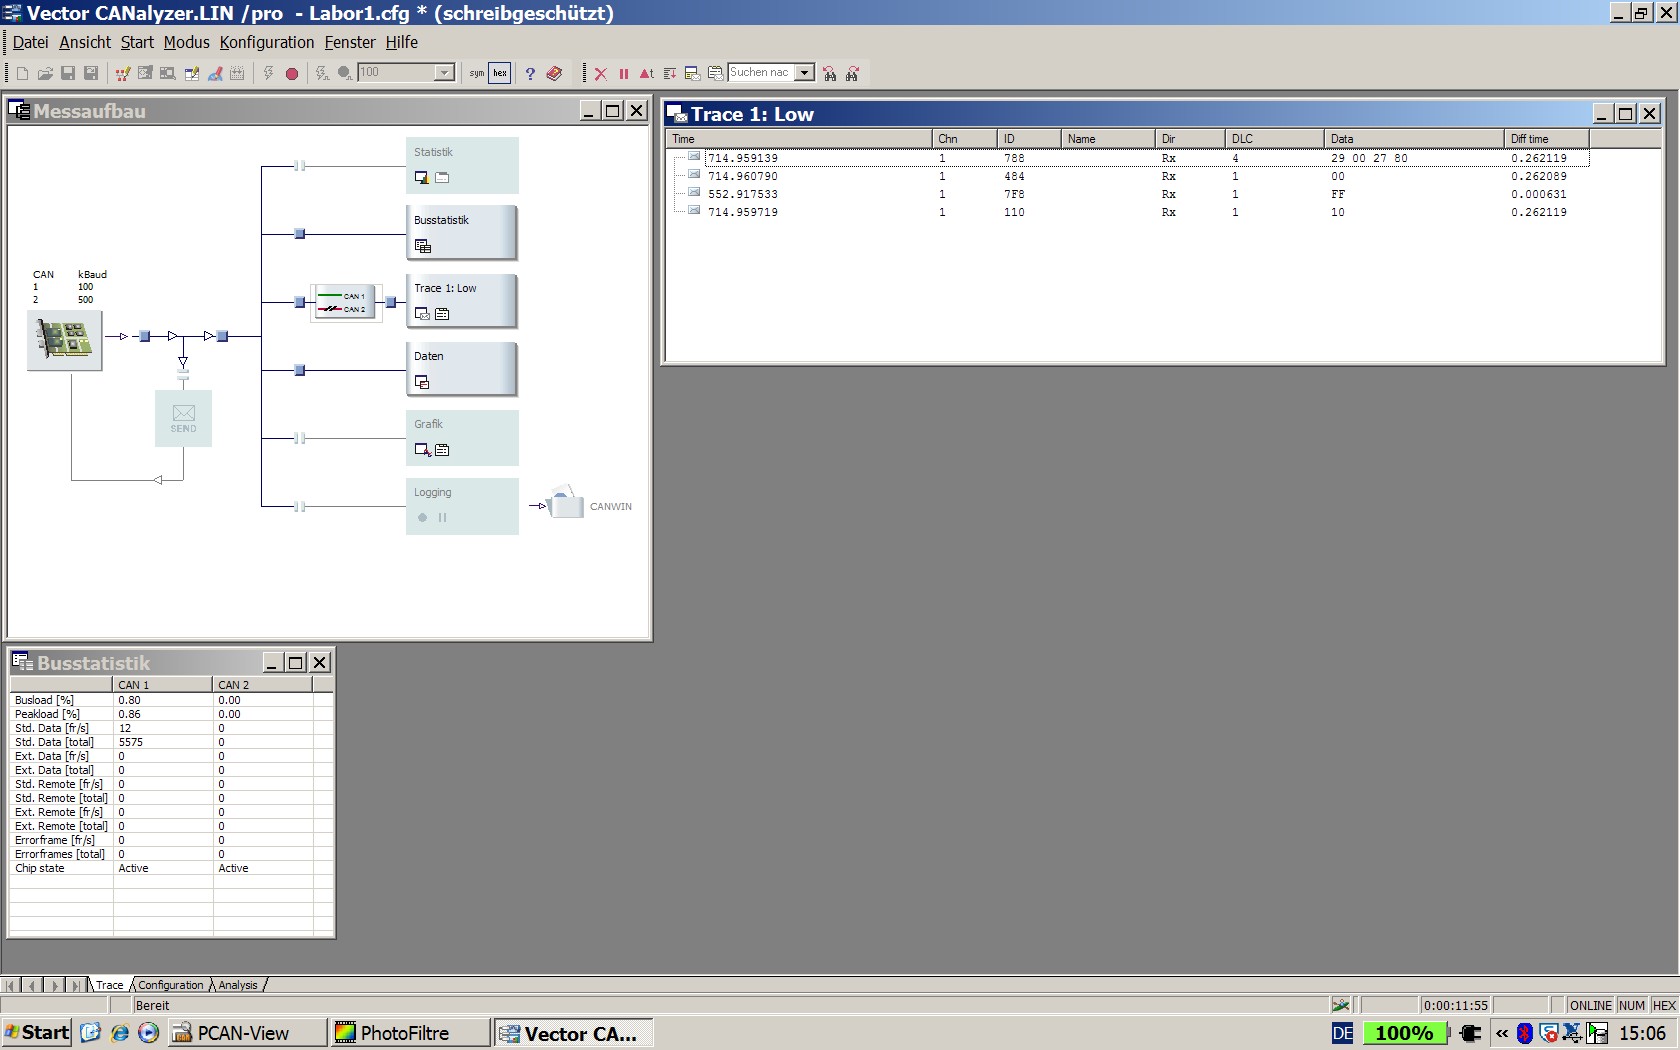 Vector CANalyzer.LIN /pro - Labor1.cfg * (schreibgeschützt)
Datei Ansicht Start Modus Konfiguration Fenster Hilfe
100 sym hex Suchen nac
Messaufbau
Statistik
Busstatistik
CAN kBaud
1 100
2 500
CAN 1
CAN 2
Trace 1: Low
Daten
SEND
Grafik
Logging
CANWIN
Trace 1: Low
Time Chn ID Name Dir DLC Data Diff time
714.959139 1 788 Rx 4 29 00 27 80 0.262119
714.960790 1 484 Rx 1 00 0.262089
552.917533 1 7F8 Rx 1 FF 0.000631
714.959719 1 110 Rx 1 10 0.262119
Busstatistik
CAN 1 CAN 2
Busload [%] 0.80 0.00
Peakload [%] 0.86 0.00
Std. Data [fr/s] 12 0
Std. Data [total] 5575 0
Ext. Data [fr/s] 0 0
Ext. Data [total] 0 0
Std. Remote [fr/s] 0 0
Std. Remote [total] 0 0
Ext. Remote [fr/s] 0 0
Ext. Remote [total] 0 0
Errorframe [fr/s] 0 0
Errorframes [total] 0 0
Chip state Active Active
Trace Configuration Analysis
Bereit 0:00:11:55 ONLINE NUM HEX
Start PCAN-View PhotoFiltre Vector CA... DE 100% « 15:06